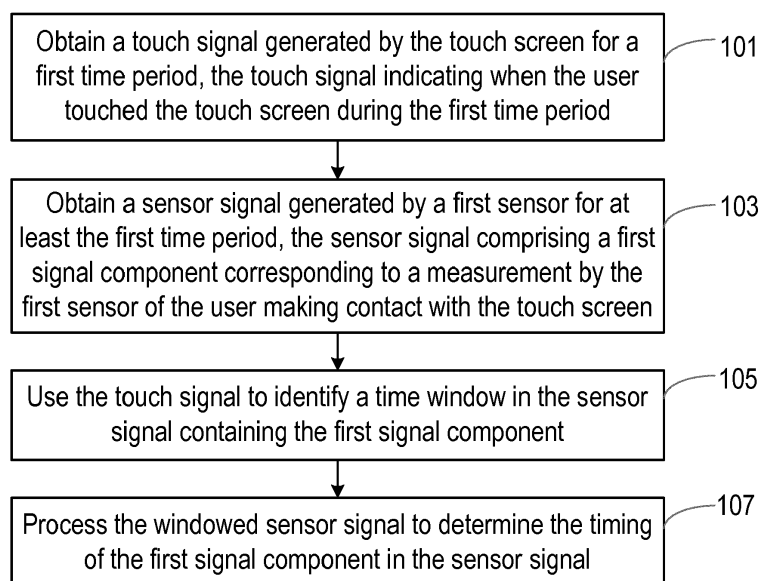 Obtain a touch signal generated by the touch screen for a
first time period, the touch signal indicating when the user
touched the touch screen during the first time period
101
Obtain a sensor signal generated by a first sensor for at
least the first time period, the sensor signal comprising a first
signal component corresponding to a measurement by the
first sensor of the user making contact with the touch screen
103
Use the touch signal to identify a time window in the sensor
signal containing the first signal component
105
Process the windowed sensor signal to determine the timing
of the first signal component in the sensor signal
107